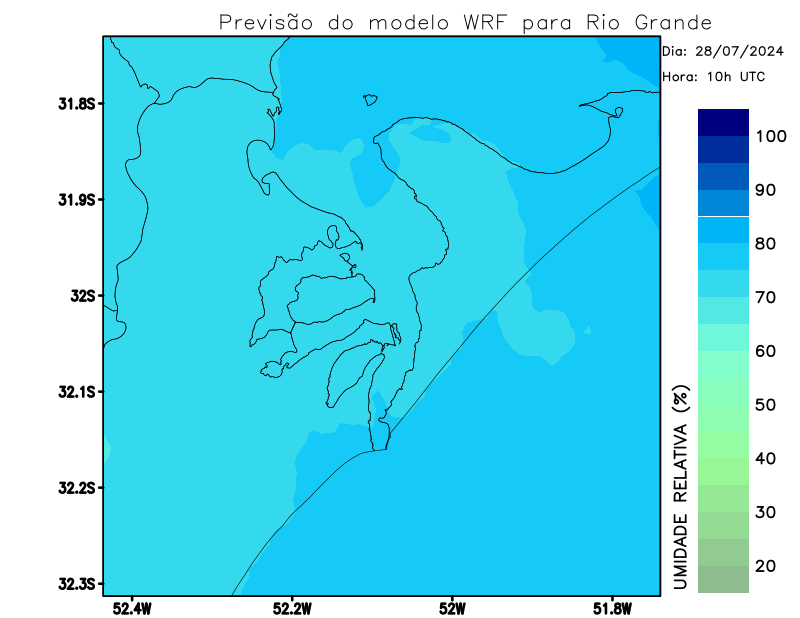 Previsão do modelo WRF para Rio Grande
Dia: 28/07/2024
Hora: 10h UTC
31.8S
31.9S
32S
32.1S
32.2S
32.3S
52.4W
52.2W
52W
51.8W
100
90
80
70
60
50
40
30
20
UMIDADE RELATIVA (%)